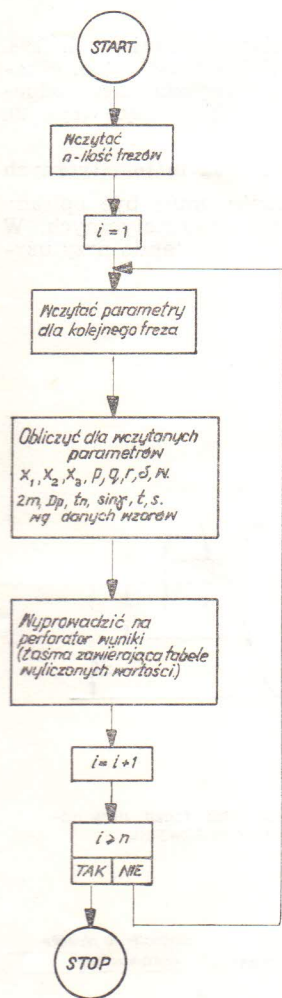 START
Wczytać
n-ilość frezów
i = 1
Wczytać parametry
dla kolejnego freza
Obliczyć dla wczytanych
parametrów
x₁, x₂, x₃, p, q, r, δ, w.
2m, Dp, tn, sinγ, t, s.
wg danych wzorów
Wyprowadzić na
perforator wyniki
(taśma zawierająca tabele
wyliczonych wartości)
i = i+1
i > n
TAK NIE
STOP